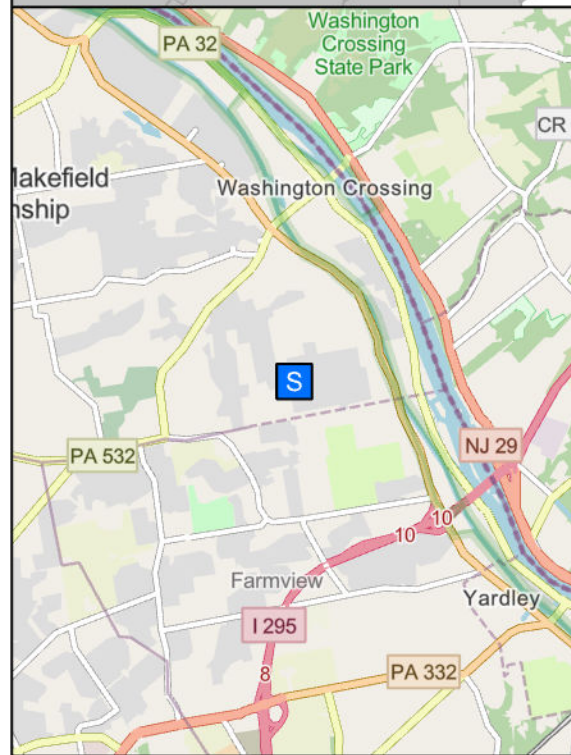 PA 32
Washington
Crossing
State Park
CR
Makefield
nship
Washington Crossing
S
PA 532
NJ 29
10
10
Farmview
Yardley
I 295
8
PA 332